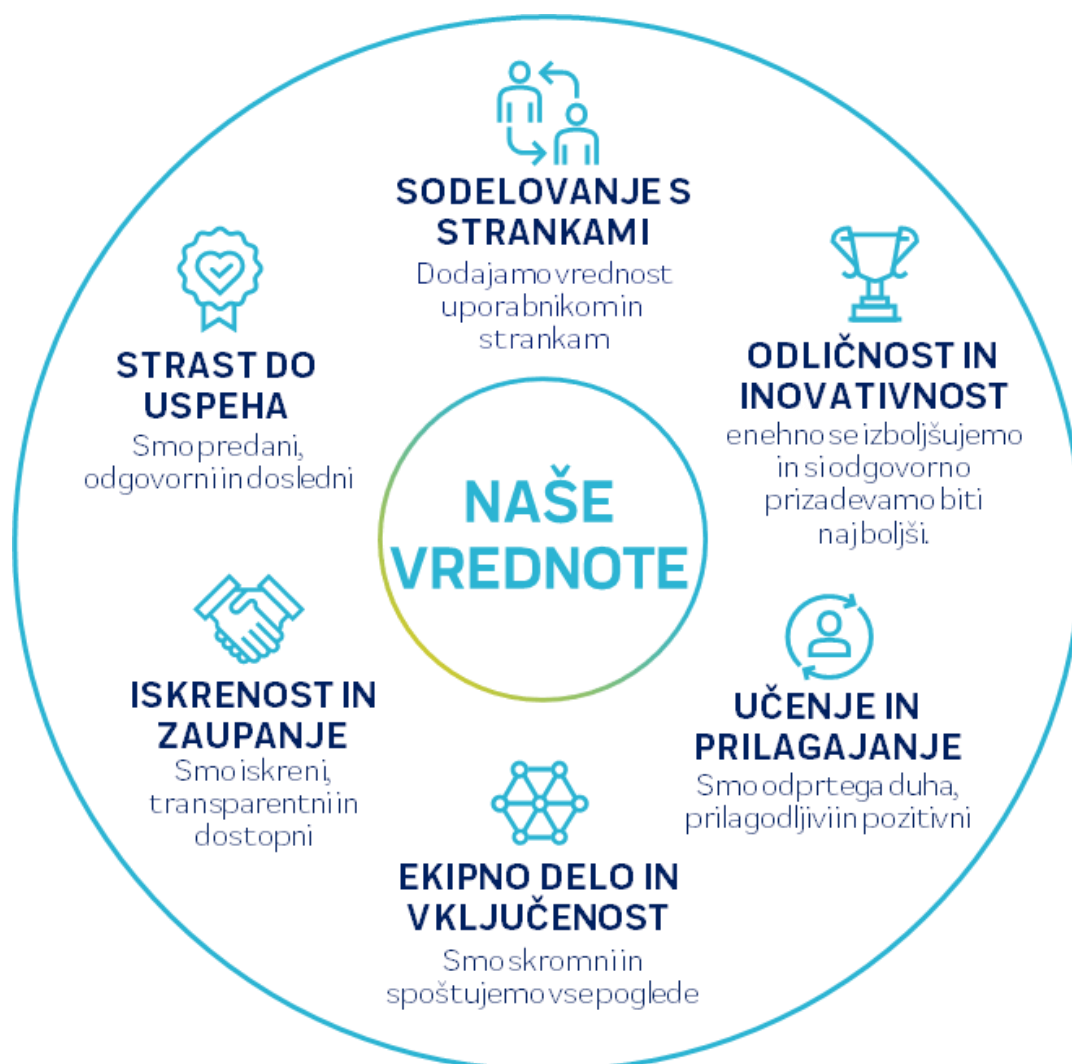 SODELOVANJE S
STRANKAMI
Dodajamo vrednost
uporabnikom in
strankam
ODLIČNOST IN
INOVATIVNOST
enehno se izboljšujemo
in si odgovorno
prizadevamo biti
najboljši.
UČENJE IN
PRILAGAJANJE
Smo odprtega duha,
prilagodljivi in pozitivni
EKIPNO DELO IN
VKLJUČENOST
Smo skromni in
spoštujemo vse poglede
ISKRENOST IN
ZAUPANJE
Smo iskreni,
transparentni in
dostopni
STRAST DO
USPEHA
Smo predani,
odgovorni in dosledni
NAŠE
VREDNOTE